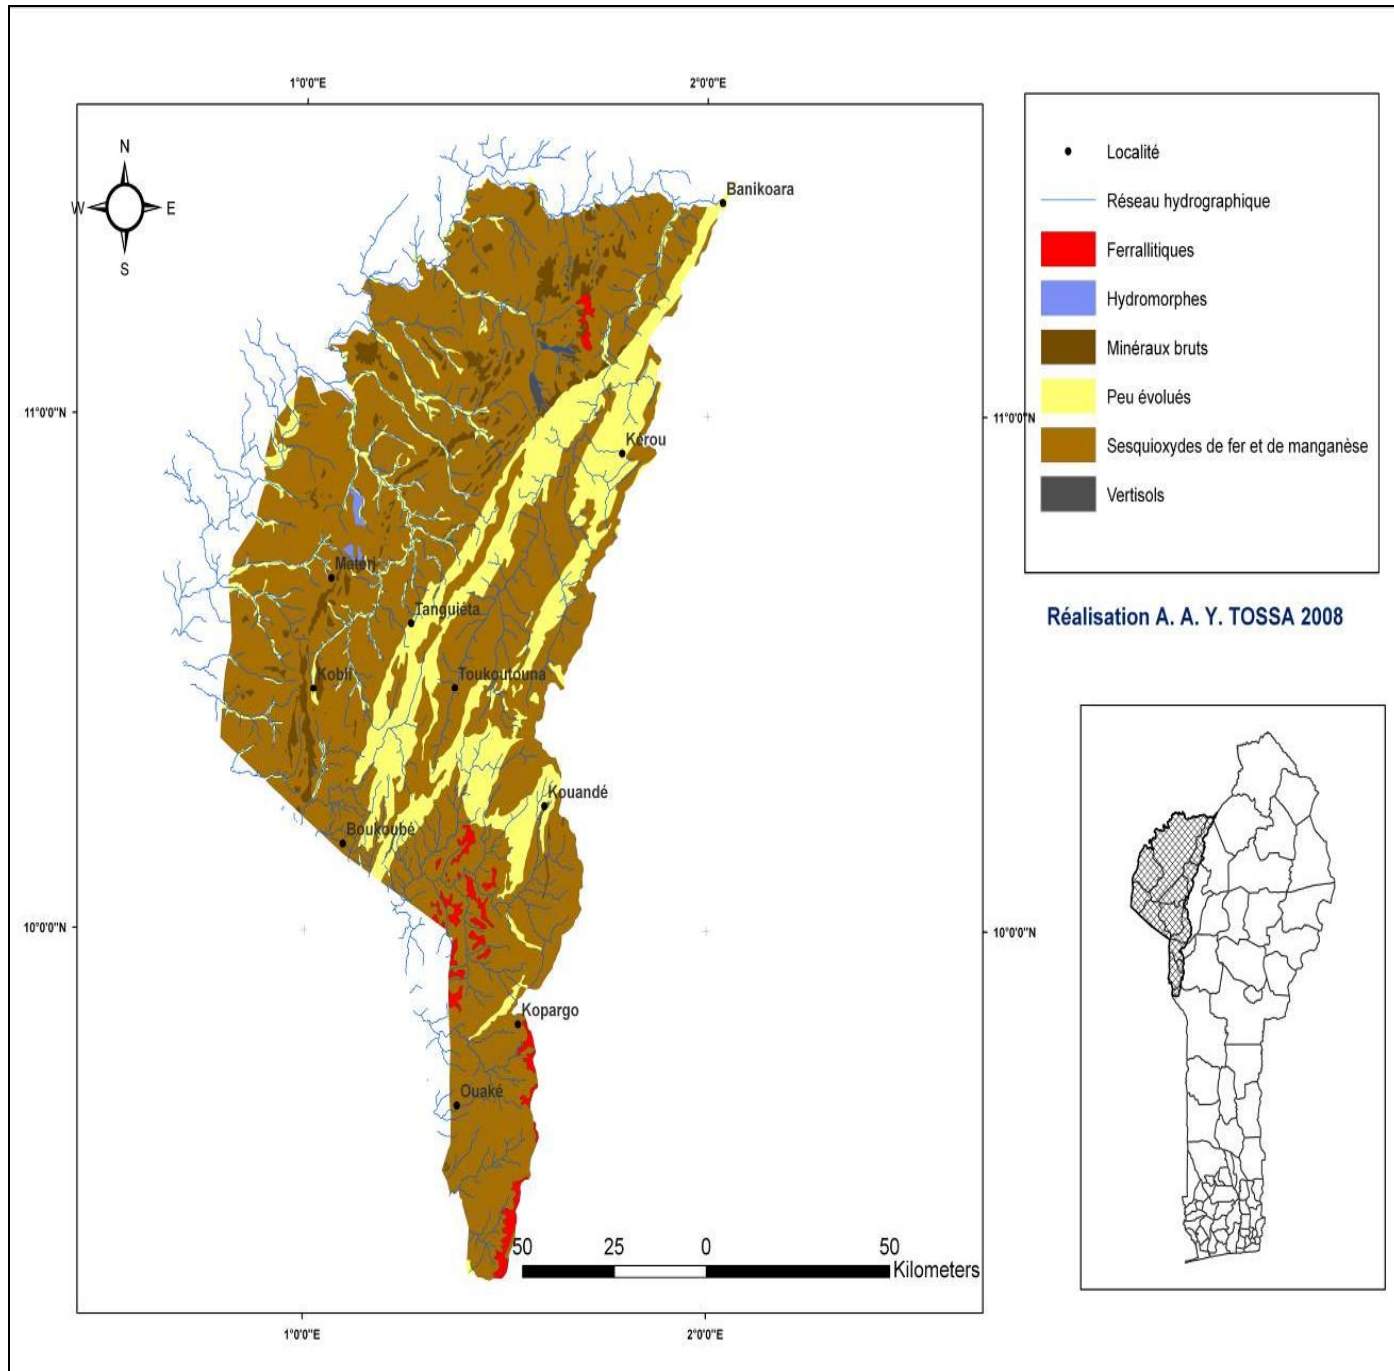 1°0'0"E
2°0'0"E
N
W
E
S
Banikoara
11°0'0"N
11°0'0"N
Kérou
Materi
Tanguiéta
Kobli
Toukoutouna
Kouandé
Boukoubé
10°0'0"N
10°0'0"N
Kopargo
Ouaké
50
25
0
50
Kilometers
1°0'0"E
2°0'0"E
Localité
Réseau hydrographique
Ferrallitiques
Hydromorphes
Minéraux bruts
Peu évolués
Sesquioxydes de fer et de manganèse
Vertisols
Réalisation A. A. Y. TOSSA 2008